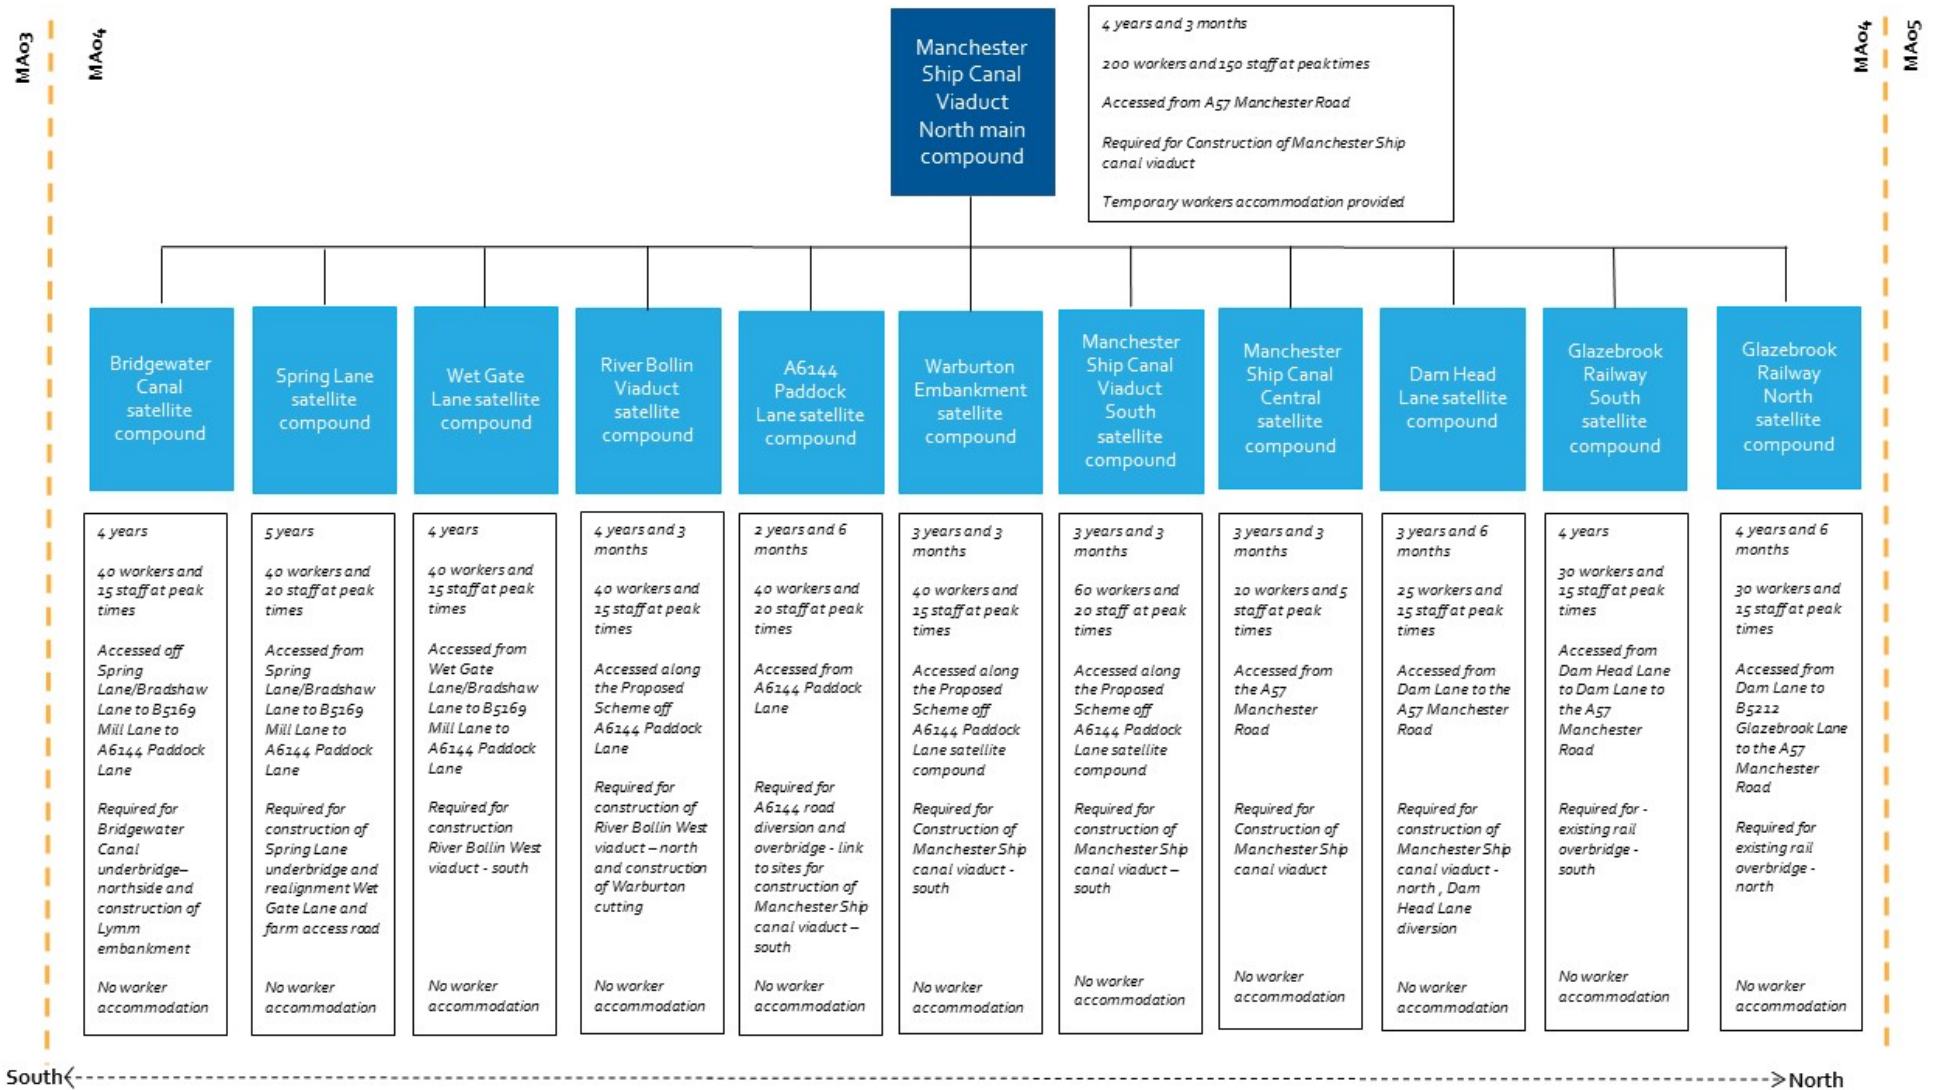 MA03
MA04
Manchester
Ship Canal
Viaduct
North main
compound
4 years and 3 months
200 workers and 150 staff at peak times
Accessed from A57 Manchester Road
Required for Construction of Manchester Ship
canal viaduct
Temporary workers accommodation provided
MA04
MA05
Bridgewater
Canal
satellite
compound
Spring Lane
satellite
compound
Wet Gate
Lane satellite
compound
River Bollin
Viaduct
satellite
compound
A6144
Paddock
Lane satellite
compound
Warburton
Embankment
satellite
compound
Manchester
Ship Canal
Viaduct
South
satellite
compound
Manchester
Ship Canal
Central
satellite
compound
Dam Head
Lane satellite
compound
Glazebrook
Railway
South
satellite
compound
Glazebrook
Railway
North
satellite
compound
4 years
40 workers and
15 staff at peak
times
Accessed off
Spring
Lane/Bradshaw
Lane to B5169
Mill Lane to
A6144 Paddock
Lane
Required for
Bridgewater
Canal
underbridge–
northside and
construction of
Lymm
embankment
No worker
accommodation
5 years
40 workers and
20 staff at peak
times
Accessed from
Spring
Lane/Bradshaw
Lane to B5169
Mill Lane to
A6144 Paddock
Lane
Required for
construction of
Spring Lane
underbridge and
realignment Wet
Gate Lane and
farm access road
No worker
accommodation
4 years
40 workers and
15 staff at peak
times
Accessed from
Wet Gate
Lane/Bradshaw
Lane to B5169
Mill Lane to
A6144 Paddock
Lane
Required for
construction
River Bollin West
viaduct - south
No worker
accommodation
4 years and 3
months
40 workers and
15 staff at peak
times
Accessed along
the Proposed
Scheme off
A6144 Paddock
Lane
Required for
construction of
River Bollin West
viaduct – north
and construction
of Warburton
cutting
No worker
accommodation
2 years and 6
months
40 workers and
20 staff at peak
times
Accessed from
A6144 Paddock
Lane
Required for
A6144 road
diversion and
overbridge - link
to sites for
construction of
Manchester Ship
canal viaduct –
south
No worker
accommodation
3 years and 3
months
40 workers and
15 staff at peak
times
Accessed along
the Proposed
Scheme off
A6144 Paddock
Lane satellite
compound
Required for
Construction of
Manchester Ship
canal viaduct -
south
No worker
accommodation
3 years and 3
months
60 workers and
20 staff at peak
times
Accessed along
the Proposed
Scheme off
A6144 Paddock
Lane satellite
compound
Required for
construction of
Manchester Ship
canal viaduct –
south
No worker
accommodation
3 years and 3
months
10 workers and 5
staff at peak
times
Accessed from
the A57
Manchester
Road
Required for
Construction of
Manchester Ship
canal viaduct
No worker
accommodation
3 years and 6
months
25 workers and
15 staff at peak
times
Accessed from
Dam Lane to the
A57 Manchester
Road
Required for
construction of
Manchester Ship
canal viaduct -
north , Dam
Head Lane
diversion
No worker
accommodation
4 years
30 workers and
15 staff at peak
times
Accessed from
Dam Head Lane
to Dam Lane to
the A57
Manchester
Road
Required for -
existing rail
overbridge -
south
No worker
accommodation
4 years and 6
months
30 workers and
15 staff at peak
times
Accessed from
Dam Lane to
B5212
Glazebrook Lane
to the A57
Manchester
Road
Required for
existing rail
overbridge -
north
No worker
accommodation
South
North